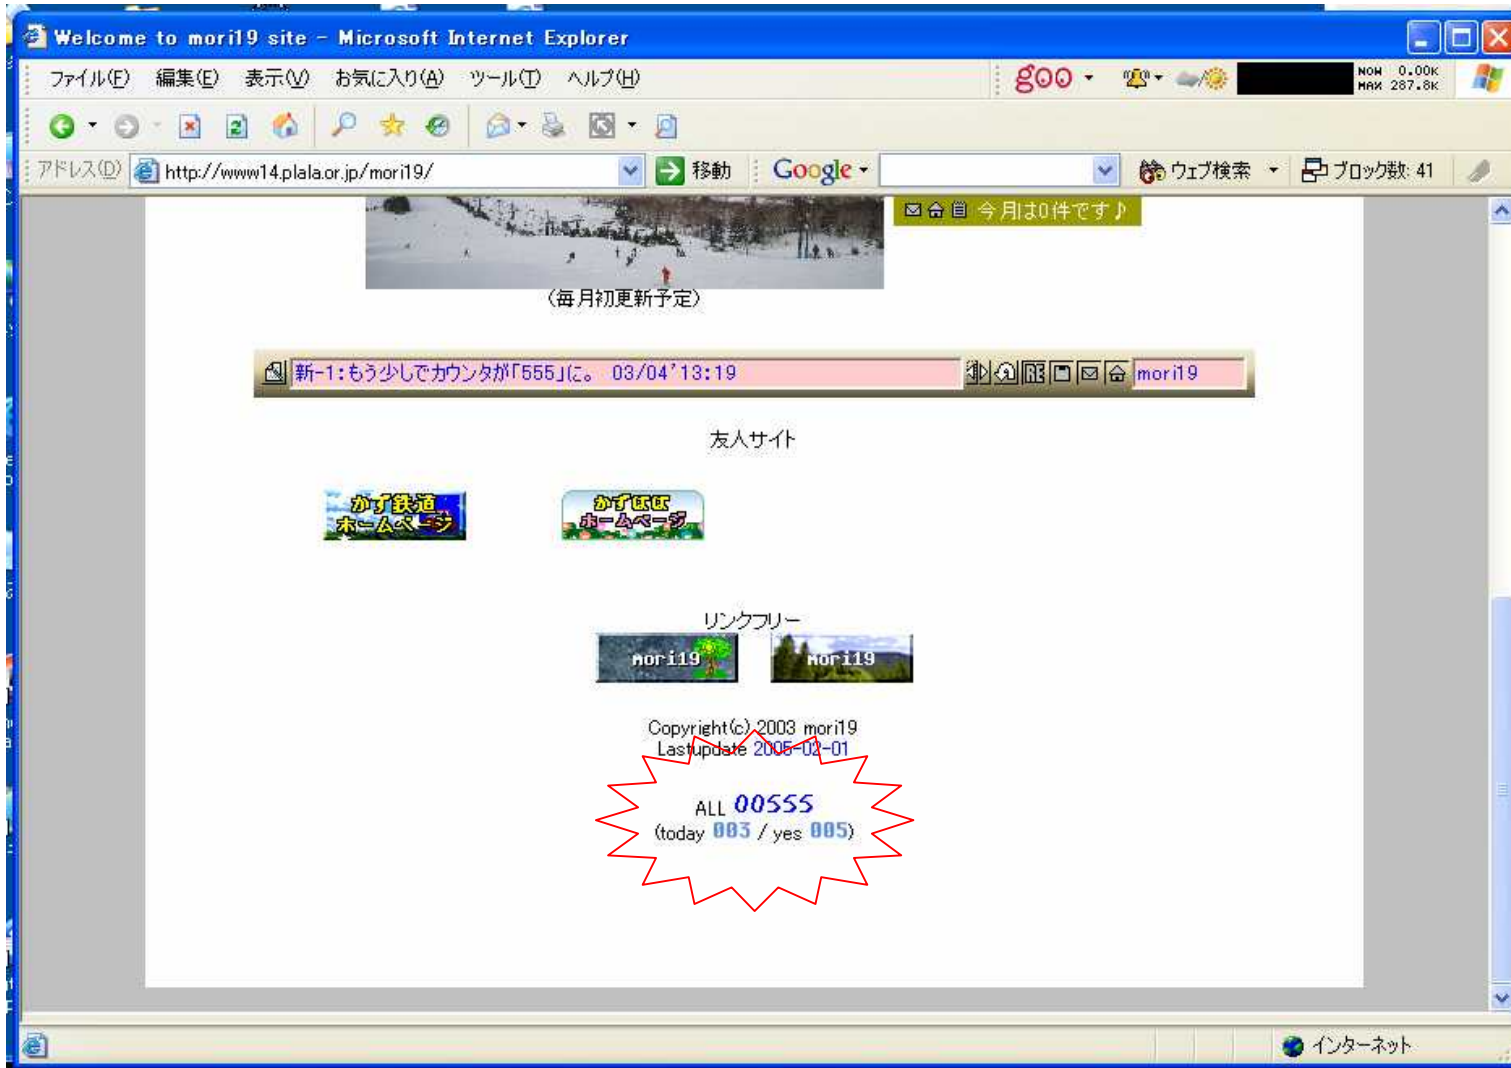 Welcome to mori19 site - Microsoft Internet Explorer
ファイル(F) 編集(E) 表示(V) お気に入り(A) ツール(T) ヘルプ(H)
goo
NOW 0.00K
MAX 287.8K
アドレス(D) http://www14.plala.or.jp/mori19/ 移動 Google ウェブ検索 ブロック数: 41
今月は0件です♪
(毎月初更新予定)
新-1:もう少しでカウンタが「555」に。 03/04'13:19 mori19
友人サイト
かず鉄道
ホームページ
かずぽぽ
ホームページ
リンクフリー
mori19 mori19
Copyright(c) 2003 mori19
Lastupdate 2005-02-01
ALL 00555
(today 003 / yes 005)
インターネット